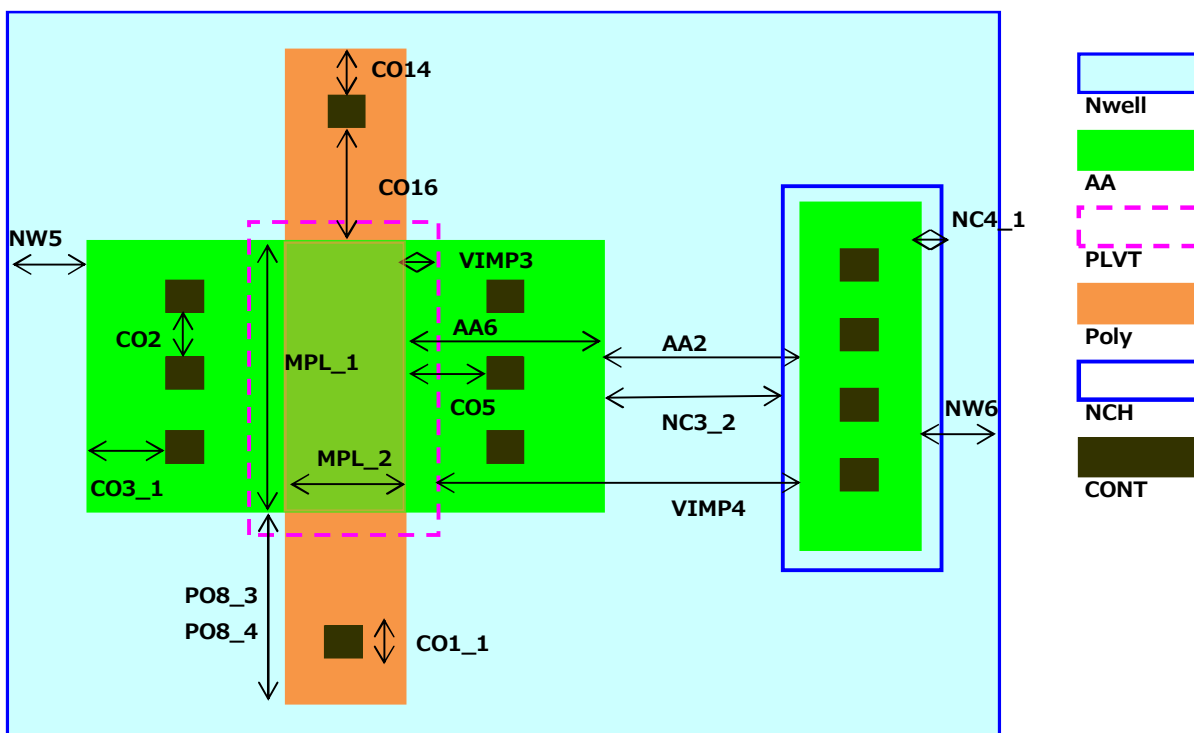 CO14
CO16
NW5
VIMP3
NC4_1
CO2
MPL_1
AA6
AA2
CO5
NC3_2
NW6
MPL_2
CO3_1
VIMP4
PO8_3
PO8_4
CO1_1
Nwell
AA
PLVT
Poly
NCH
CONT